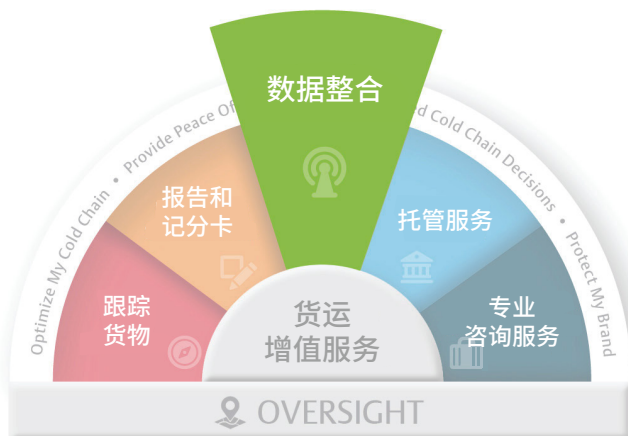 数据整合
Optimize My Cold Chain • Provide Peace Of
Cold Chain Decisions • Protect My Brand
报告和
记分卡
托管服务
跟踪
货物
专业
咨询服务
货运
增值服务
OVERSIGHT